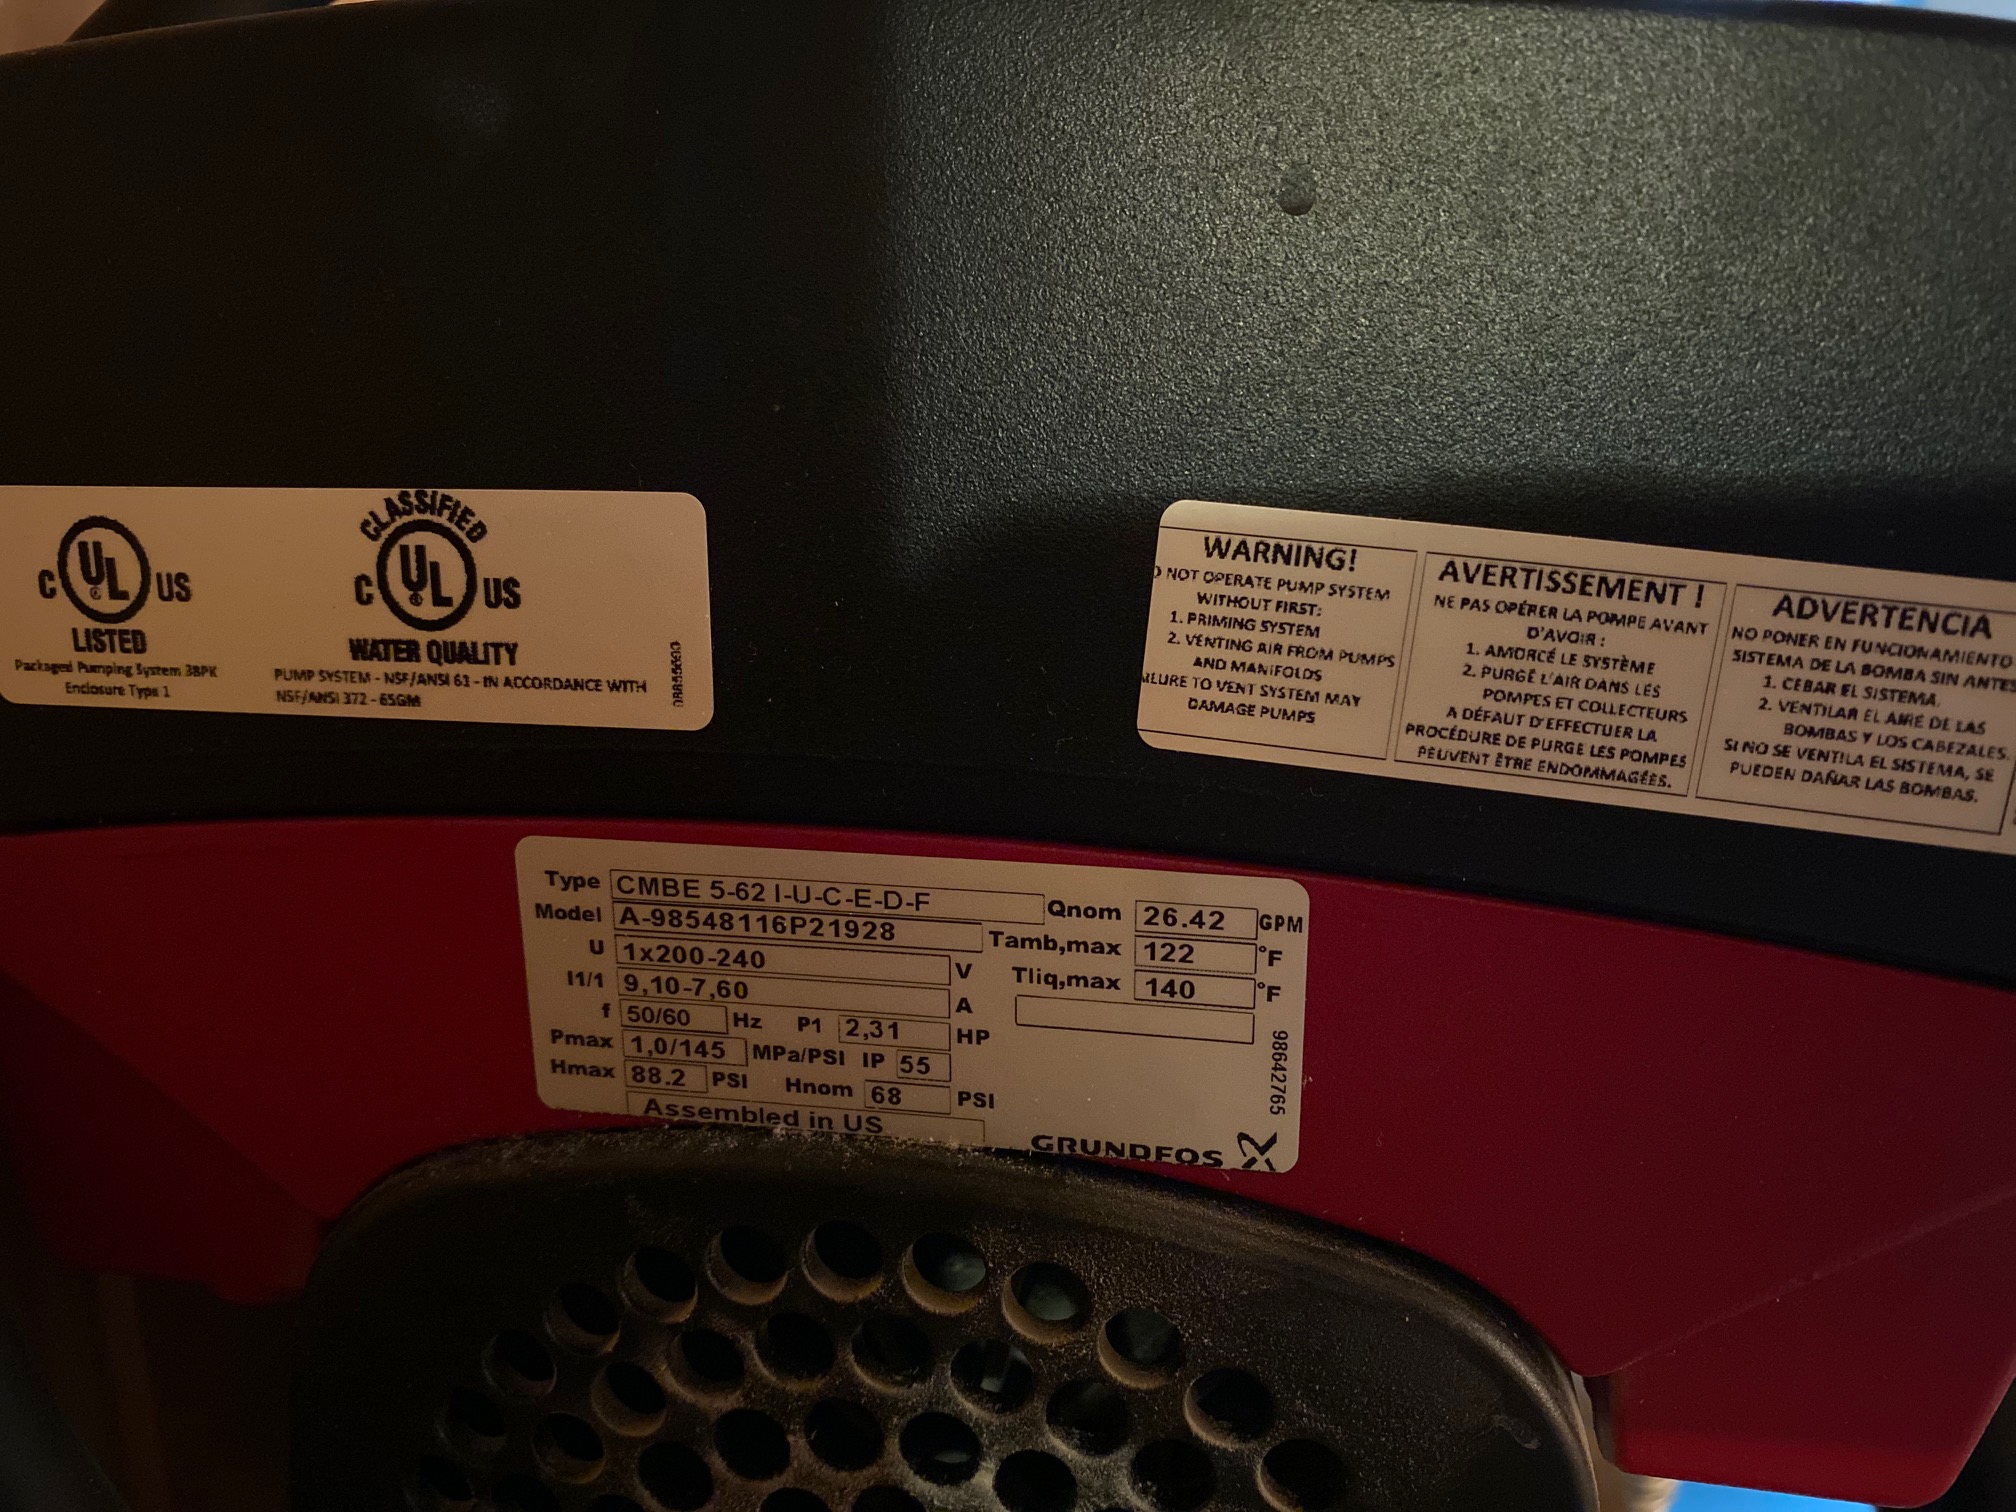 C UL US
LISTED
Packaged Pumping System 38PK
Enclosure Type 1
CLASSIFIED
C UL US
WATER QUALITY
PUMP SYSTEM - NSF/ANSI 61 - IN ACCORDANCE WITH
NSF/ANSI 372 - 65GM
WARNING!
NOT OPERATE PUMP SYSTEM
WITHOUT FIRST:
1. PRIMING SYSTEM
2. VENTING AIR FROM PUMPS
AND MANIFOLDS
LURE TO VENT SYSTEM MAY
DAMAGE PUMPS
AVERTISSEMENT !
NE PAS OPÉRER LA POMPE AVANT
D'AVOIR :
1. AMORCÉ LE SYSTÈME
2. PURGÉ L'AIR DANS LES
POMPES ET COLLECTEURS
A DÉFAUT D'EFFECTUER LA
PROCÉDURE DE PURGE LES POMPES
PEUVENT ÊTRE ENDOMMAGÉES.
ADVERTENCIA
NO PONER EN FUNCIONAMIENTO
SISTEMA DE LA BOMBA SIN ANTES
1. CEBAR EL SISTEMA.
2. VENTILAR EL AIRE DE LAS
BOMBAS Y LOS CABEZALES.
SI NO SE VENTILA EL SISTEMA, SE
PUEDEN DAÑAR LAS BOMBAS.
Type CMBE 5-62 I-U-C-E-D-F
Model A-98548116P21928
U 1x200-240 V
I1/1 9,10-7,60 A
f 50/60 Hz P1 2,31 HP
Pmax 1,0/145 MPa/PSI IP 55
Hmax 88.2 PSI Hnom 68 PSI
Assembled in US
Qnom 26.42 GPM
Tamb,max 122 °F
Tliq,max 140 °F
98642765
GRUNDFOS